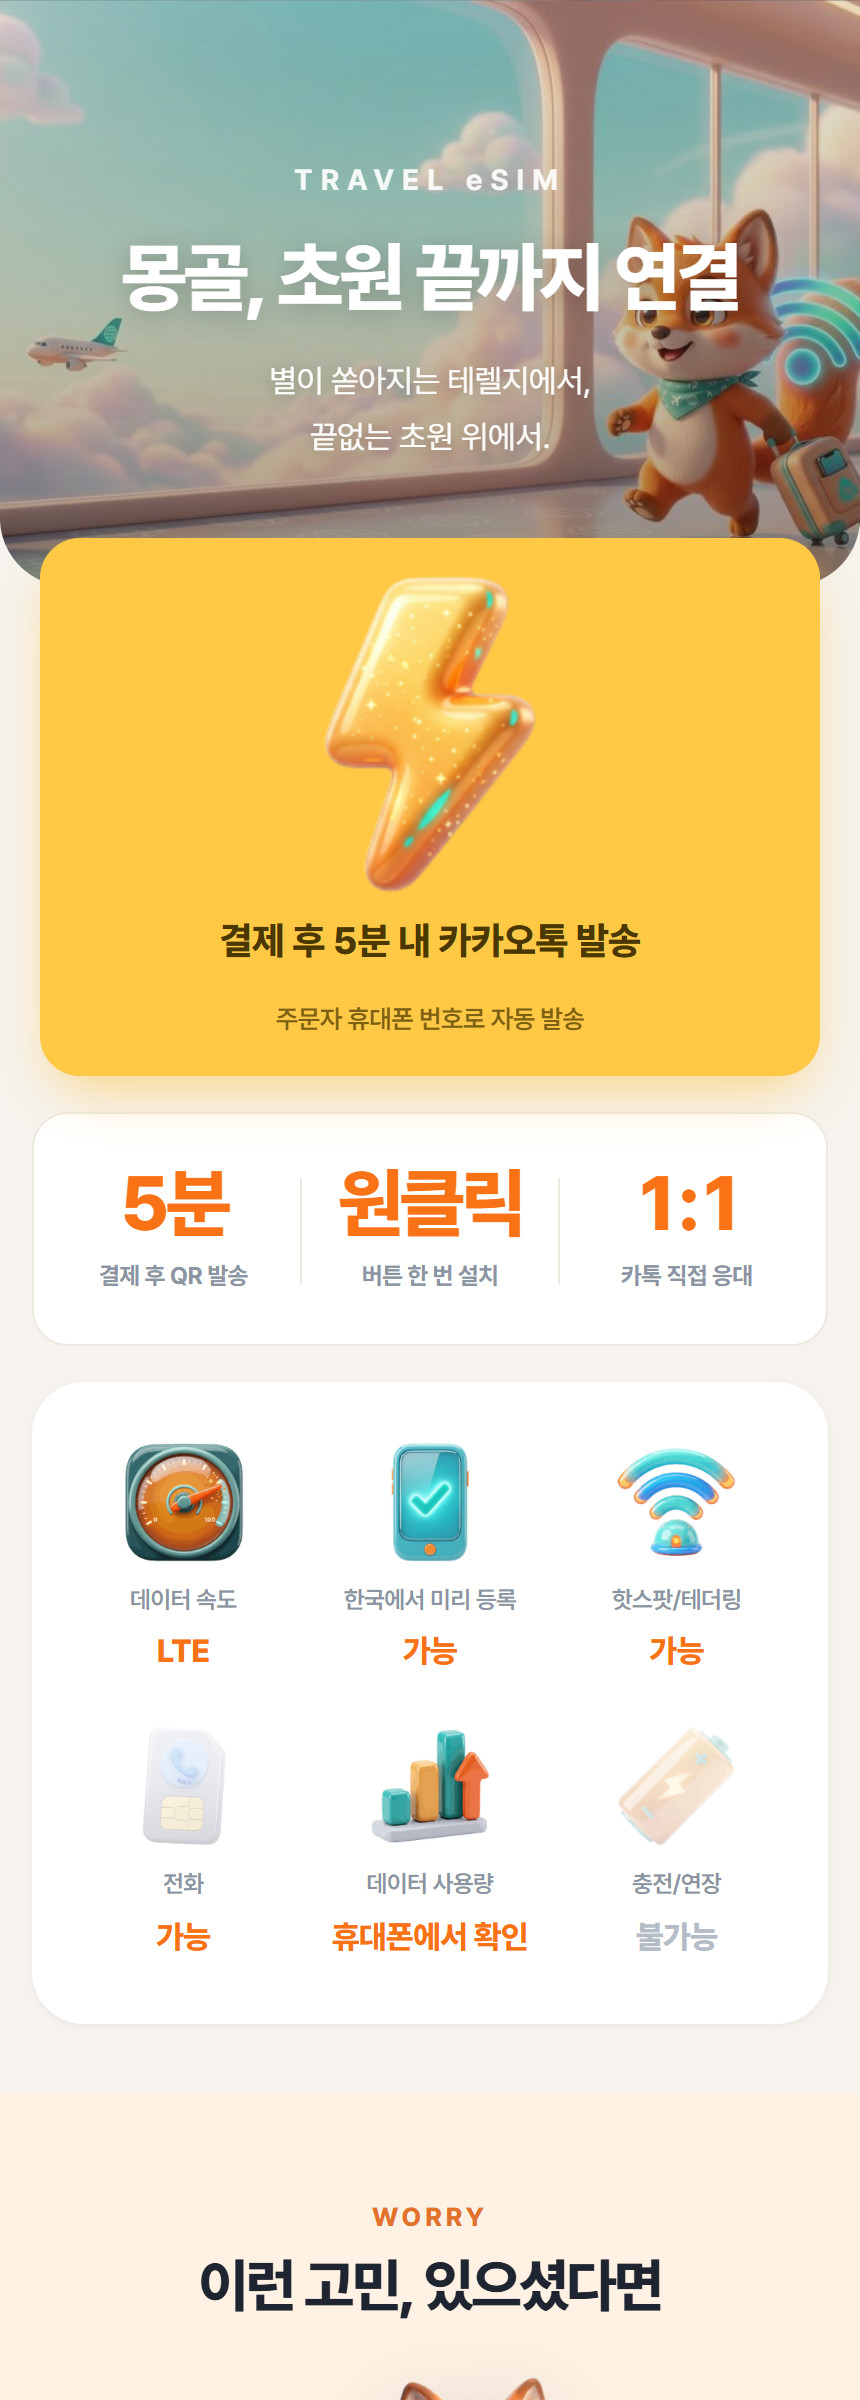 TRAVEL eSIM
몽골, 초원 끝까지 연결
별이 쏟아지는 테렐지에서,
끝없는 초원 위에서.
결제 후 5분 내 카카오톡 발송
주문자 휴대폰 번호로 자동 발송
5분
원클릭
1:1
결제 후 QR 발송
버튼 한 번 설치
카톡 직접 응대
0
100
데이터 속도
한국에서 미리 등록
핫스팟/테더링
LTE
가능
가능
전화
데이터 사용량
충전/연장
가능
휴대폰에서 확인
불가능
WORRY
이런 고민, 있으셨다면